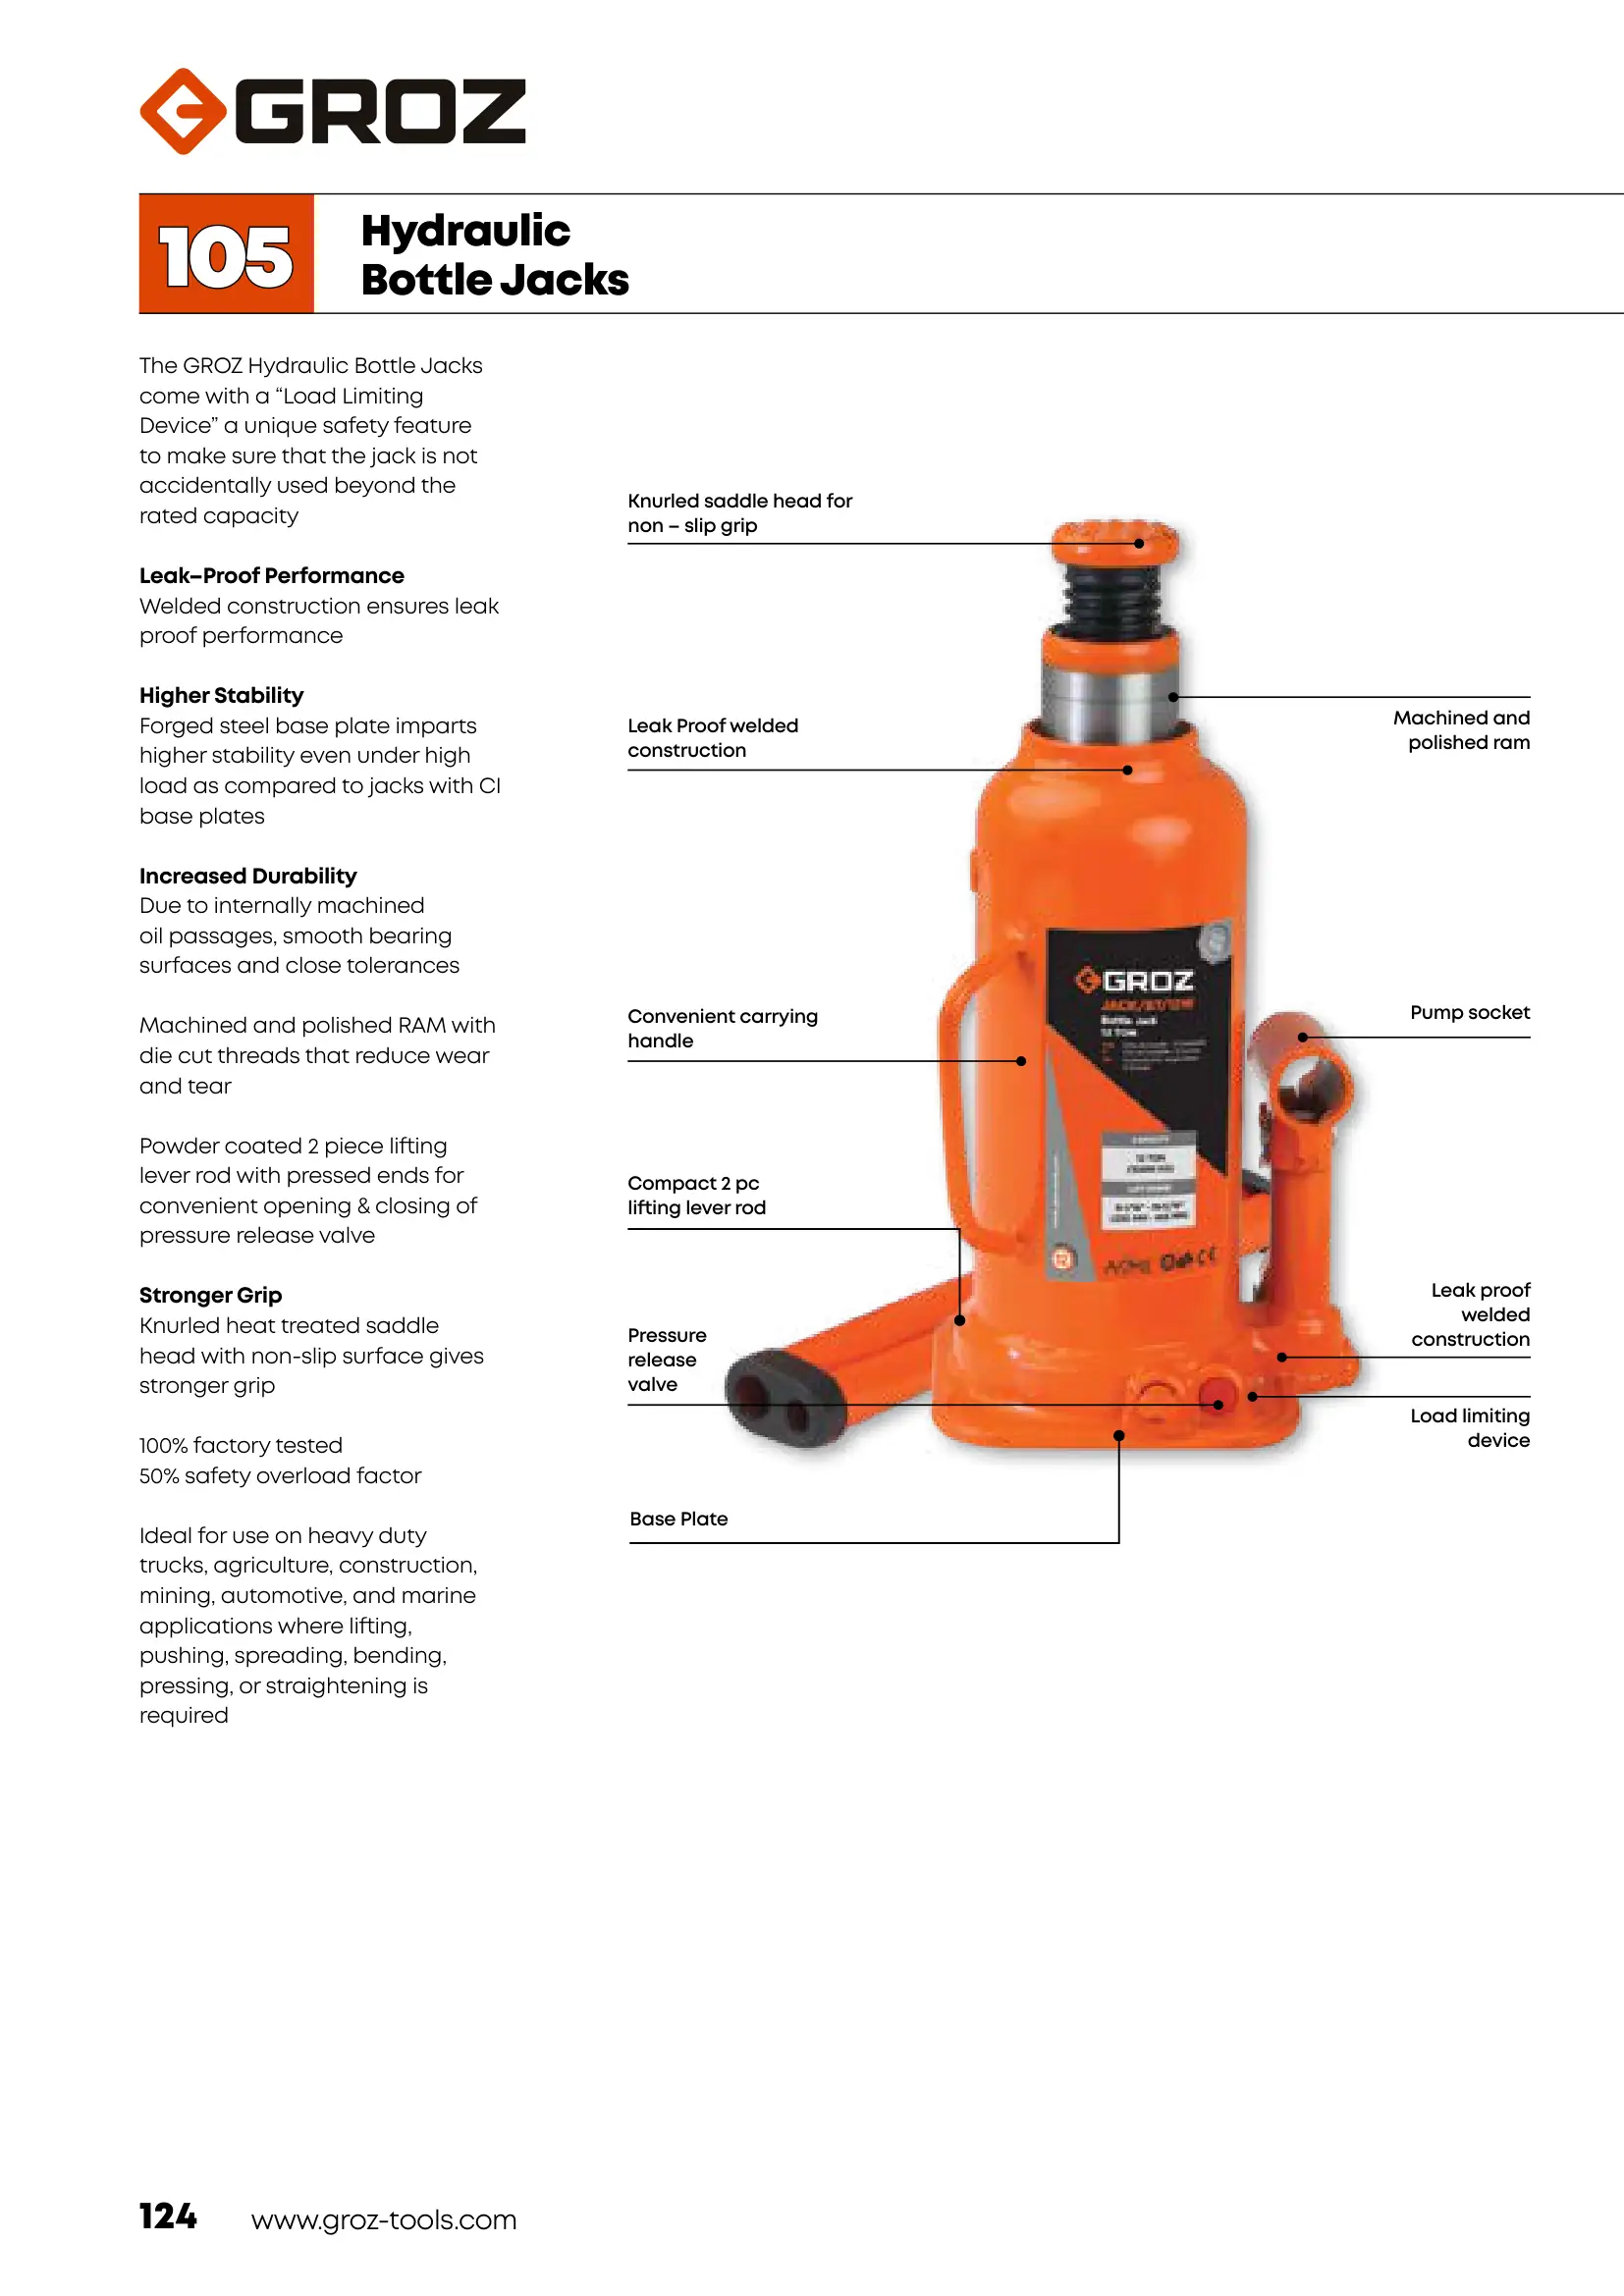 GROZ
105
Hydraulic
Bottle Jacks
The GROZ Hydraulic Bottle Jacks
come with a “Load Limiting
Device” a unique safety feature
to make sure that the jack is not
accidentally used beyond the
rated capacity
Leak–Proof Performance
Welded construction ensures leak
proof performance
Higher Stability
Forged steel base plate imparts
higher stability even under high
load as compared to jacks with CI
base plates
Increased Durability
Due to internally machined
oil passages, smooth bearing
surfaces and close tolerances
Machined and polished RAM with
die cut threads that reduce wear
and tear
Powder coated 2 piece lifting
lever rod with pressed ends for
convenient opening & closing of
pressure release valve
Stronger Grip
Knurled heat treated saddle
head with non-slip surface gives
stronger grip
100% factory tested
50% safety overload factor
Ideal for use on heavy duty
trucks, agriculture, construction,
mining, automotive, and marine
applications where lifting,
pushing, spreading, bending,
pressing, or straightening is
required
Knurled saddle head for
non – slip grip
Leak Proof welded
construction
Convenient carrying
handle
Compact 2 pc
lifting lever rod
Pressure
release
valve
Base Plate
Machined and
polished ram
Pump socket
Leak proof
welded
construction
Load limiting
device
GROZ
Bottle Jack
12 TON
CAPACITY
12 TON
124
www.groz-tools.com